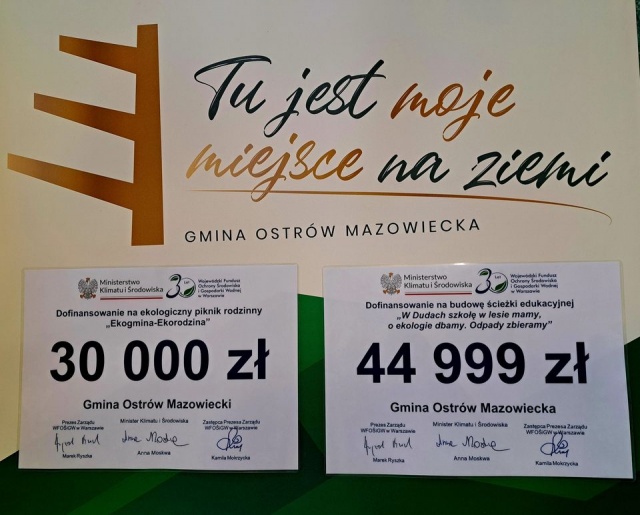 Tu jest moje
miejsce na ziemi
GMINA OSTRÓW MAZOWIECKA
Ministerstwo
Klimatu i Środowiska
30 LAT
Wojewódzki Fundusz
Ochrony Środowiska
i Gospodarki Wodnej
w Warszawie
Dofinansowanie na ekologiczny piknik rodzinny
„Ekogmina-Ekorodzina”
30 000 zł
Gmina Ostrów Mazowiecki
Prezes Zarządu
WFOŚiGW w Warszawie
Marek Ryszka
Minister Klimatu i Środowiska
Anna Moskwa
Zastępca Prezesa Zarządu
WFOŚiGW w Warszawie
Kamila Mokrzycka
Ministerstwo
Klimatu i Środowiska
30 LAT
Wojewódzki Fundusz
Ochrony Środowiska
i Gospodarki Wodnej
w Warszawie
Dofinansowanie na budowę ścieżki edukacyjnej
"W Dudach szkołę w lesie mamy,
o ekologie dbamy. Odpady zbieramy”
44 999 zł
Gmina Ostrów Mazowiecka
Prezes Zarządu
WFOŚiGW w Warszawie
Marek Ryszka
Minister Klimatu i Środowiska
Anna Moskwa
Zastępca Prezesa Zarządu
WFOŚiGW w Warszawie
Kamila Mokrzycka